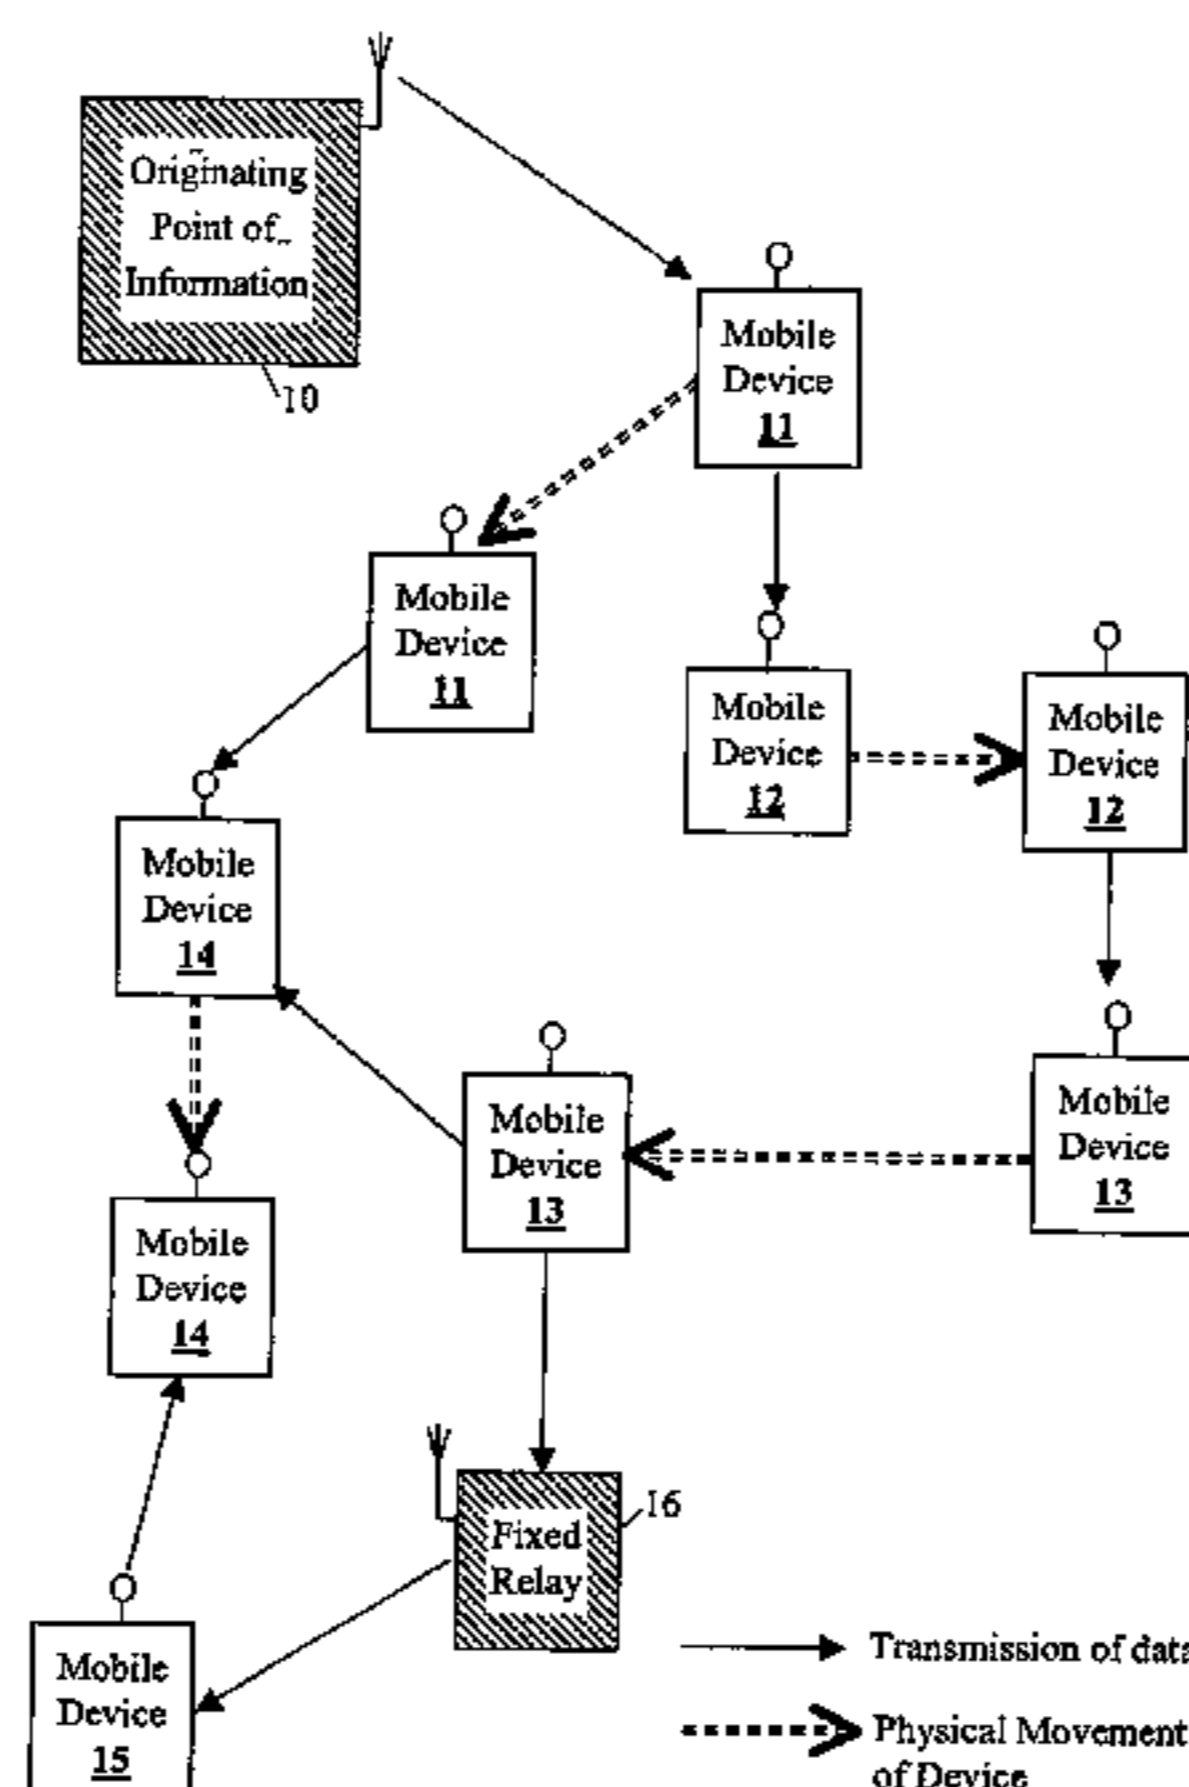 Originating
Point of
Information
10
Mobile
Device
11
Mobile
Device
11
Mobile
Device
12
Mobile
Device
12
Mobile
Device
14
Mobile
Device
13
Mobile
Device
13
Mobile
Device
14
Fixed
Relay
16
Mobile
Device
15
Transmission of data
Physical Movement
of Device